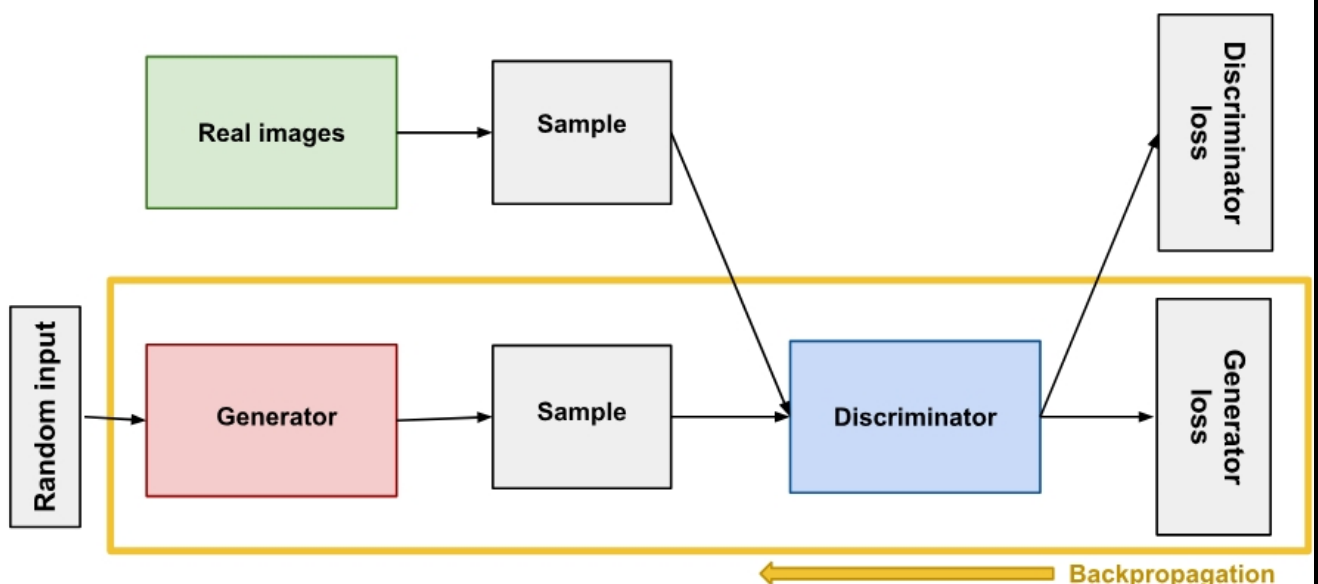 Real images
Sample
Discriminator
loss
Random input
Generator
Sample
Discriminator
Generator
loss
Backpropagation